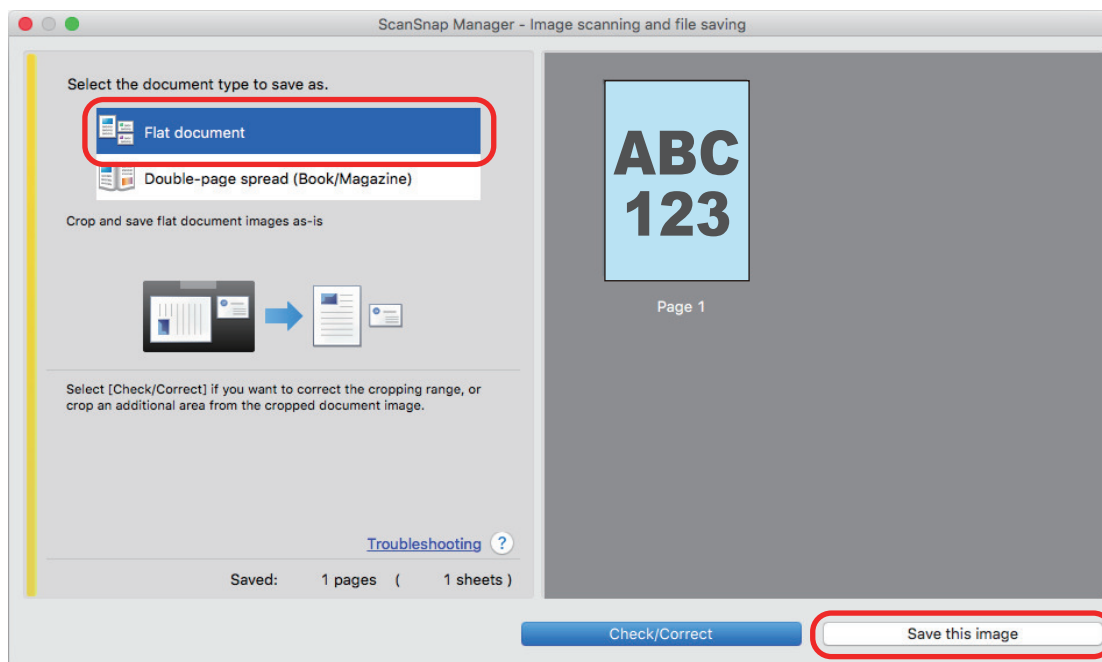 ScanSnap Manager - Image scanning and file saving
Select the document type to save as.
Flat document
Double-page spread (Book/Magazine)
Crop and save flat document images as-is
Select [Check/Correct] if you want to correct the cropping range, or
crop an additional area from the cropped document image.
Troubleshooting ?
Saved: 1 pages ( 1 sheets )
ABC
123
Page 1
Check/Correct
Save this image